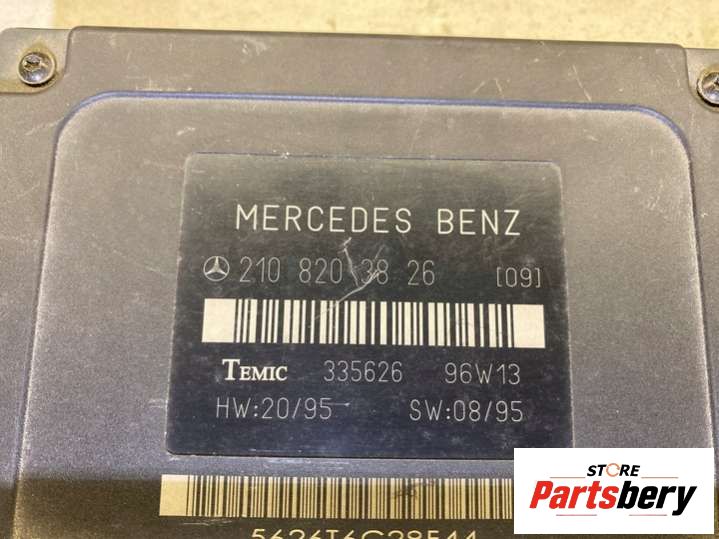 MERCEDES BENZ
210 820 38 26 [09]
TEMIC 335626 96W13
HW:20/95 SW:08/95
STORE
Partsbery